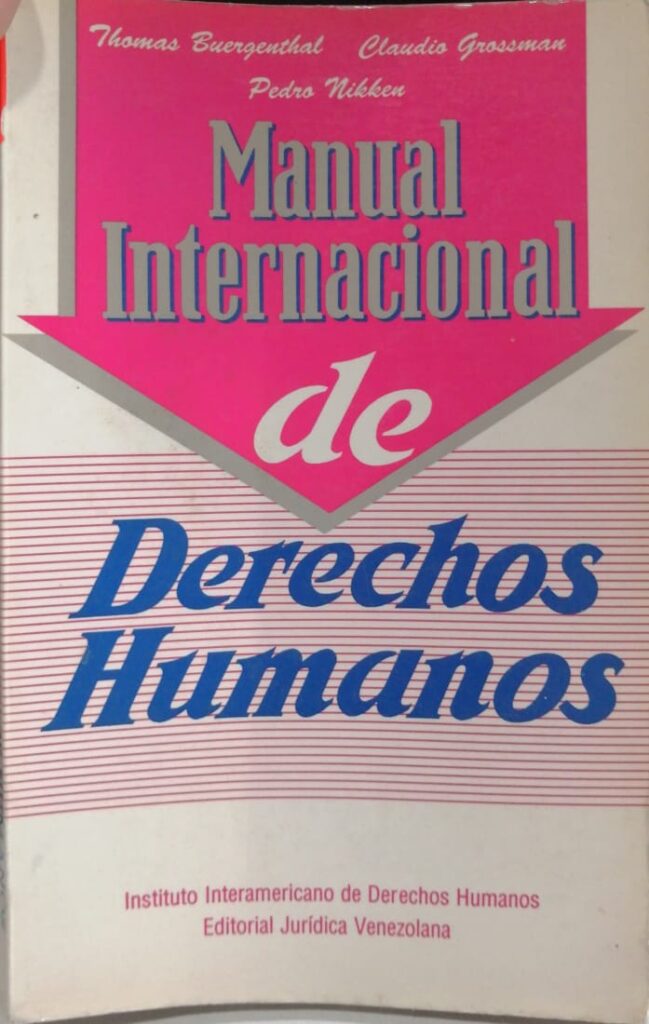 Thomas Buergenthal Claudio Grossman
Pedro Nikken
Manual
Internacional
de
Derechos
Humanos
Instituto Interamericano de Derechos Humanos
Editorial Jurídica Venezolana